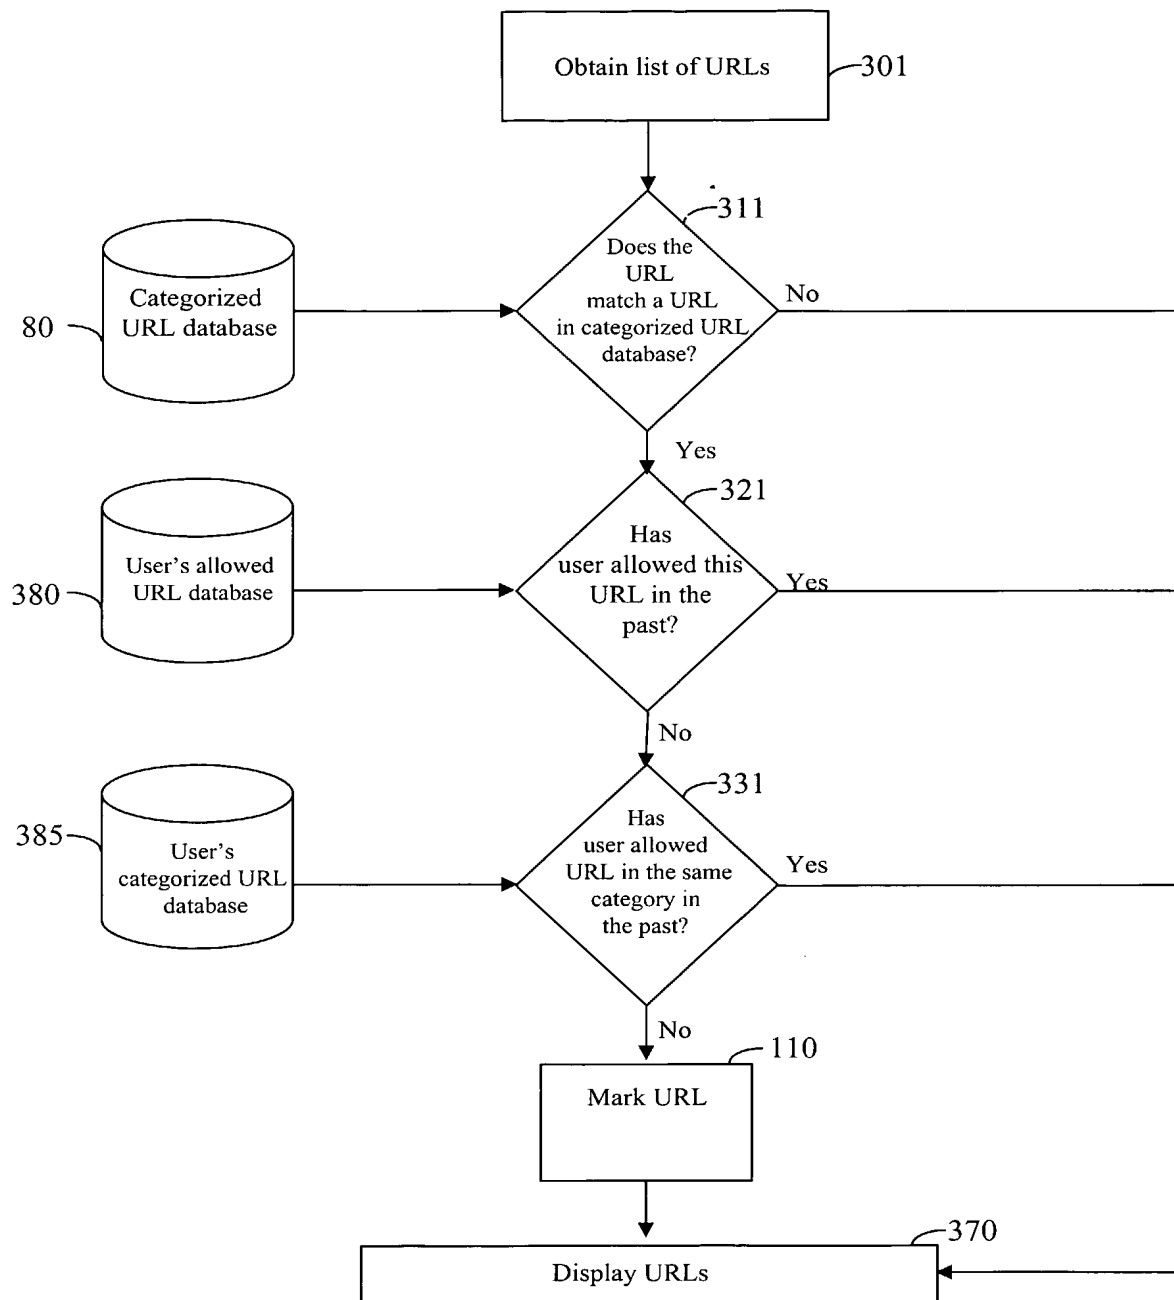 Obtain list of URLs
301
311
Does the
URL
match a URL
in categorized URL
database?
No
Categorized
URL database
80
Yes
321
Has
user allowed this
URL in the
past?
Yes
User's allowed
URL database
380
No
331
Has
user allowed
URL in the same
category in
the past?
Yes
385
User's
categorized URL
database
No
110
Mark URL
370
Display URLs